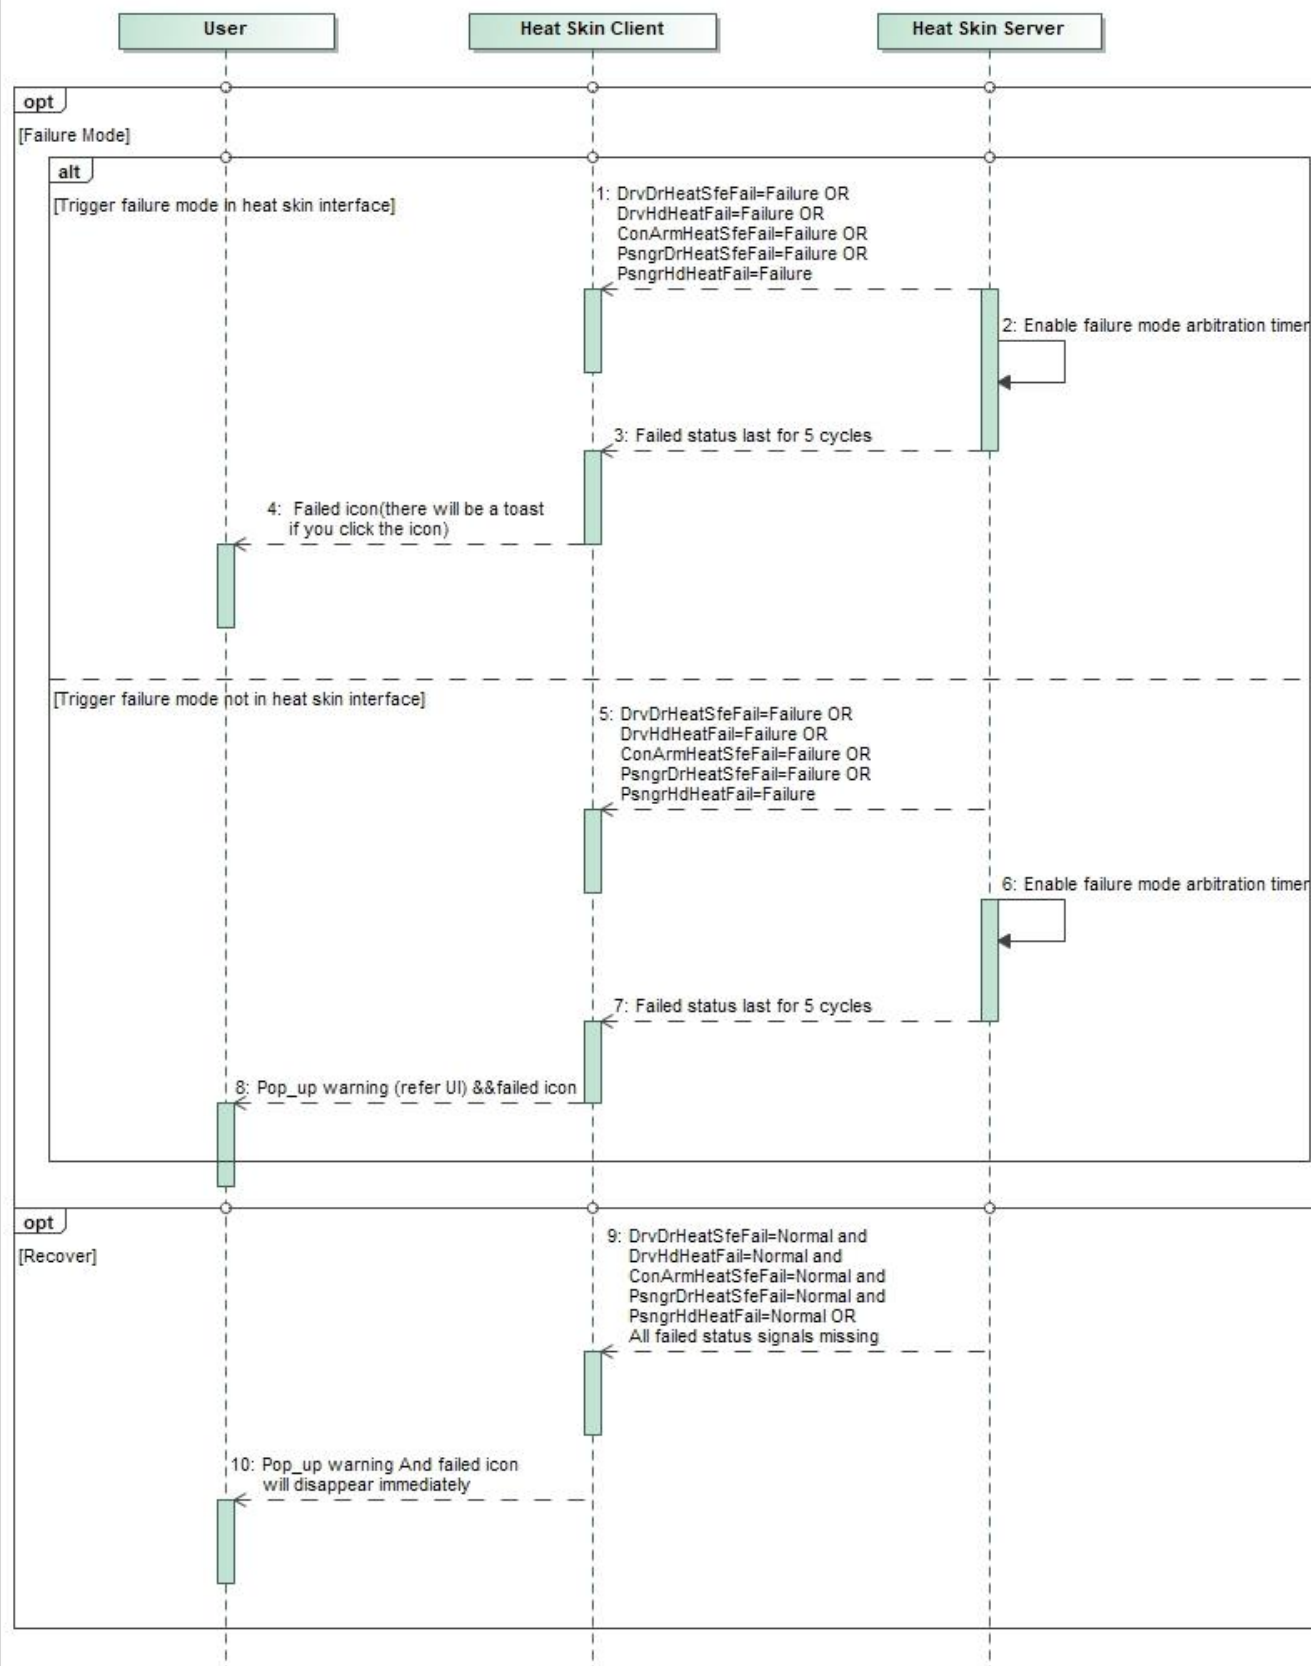 User
Heat Skin Client
Heat Skin Server
opt
[Failure Mode]
alt
[Trigger failure mode in heat skin interface]
1: DrvDrHeatSfeFail=Failure OR
DrvHdHeatFail=Failure OR
ConArmHeatSfeFail=Failure OR
PsngrDrHeatSfeFail=Failure OR
PsngrHdHeatFail=Failure
2: Enable failure mode arbitration timer
3: Failed status last for 5 cycles
4: Failed icon(there will be a toast
if you click the icon)
[Trigger failure mode not in heat skin interface]
5: DrvDrHeatSfeFail=Failure OR
DrvHdHeatFail=Failure OR
ConArmHeatSfeFail=Failure OR
PsngrDrHeatSfeFail=Failure OR
PsngrHdHeatFail=Failure
6: Enable failure mode arbitration timer
7: Failed status last for 5 cycles
8: Pop_up warning (refer UI) &&failed icon
opt
[Recover]
9: DrvDrHeatSfeFail=Normal and
DrvHdHeatFail=Normal and
ConArmHeatSfeFail=Normal and
PsngrDrHeatSfeFail=Normal and
PsngrHdHeatFail=Normal OR
All failed status signals missing
10: Pop_up warning And failed icon
will disappear immediately